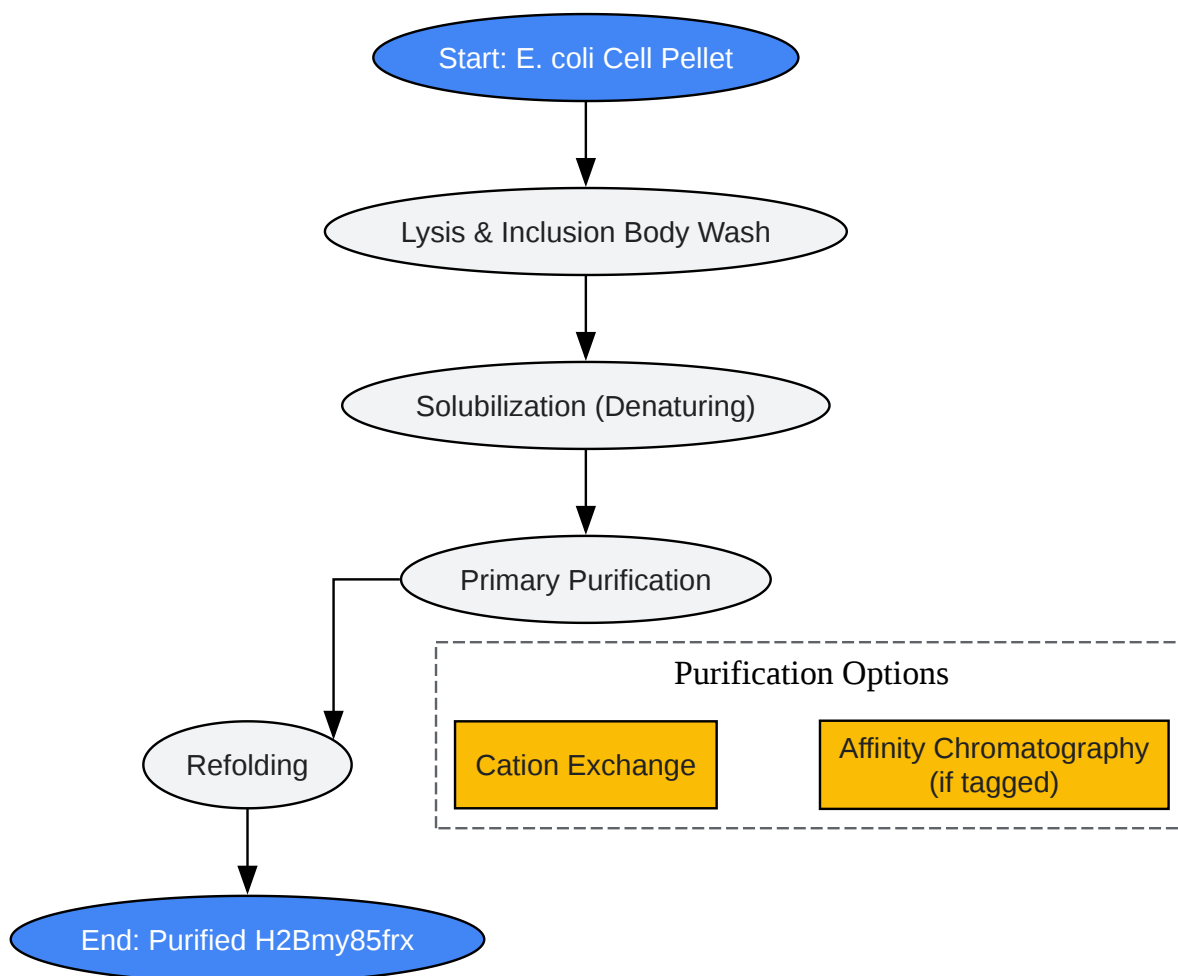 Start: E. coli Cell Pellet
Lysis & Inclusion Body Wash
Solubilization (Denaturing)
Primary Purification
Purification Options
Refolding
Cation Exchange
Affinity Chromatography
(if tagged)
End: Purified H2Bmy85frx